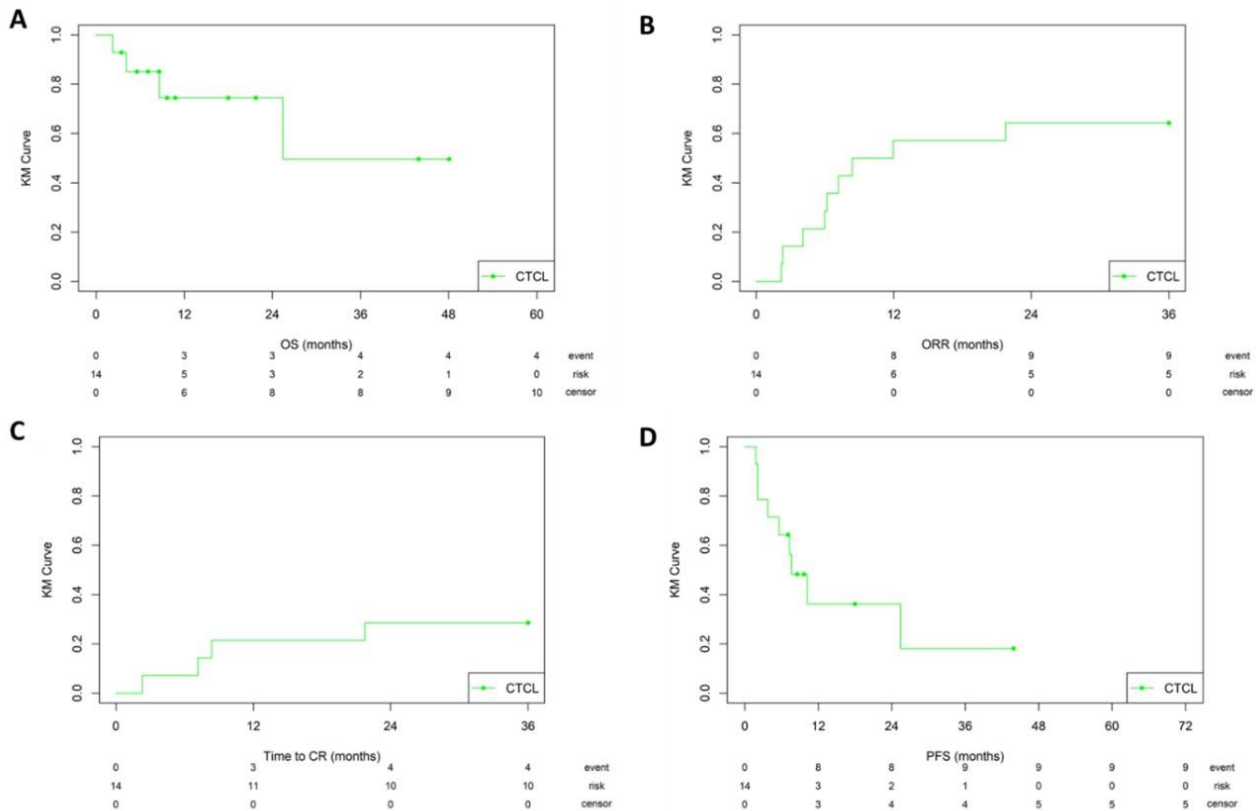 A
KM Curve
1.0
0.8
0.6
0.4
0.2
0.0
CTCL
0 12 24 36 48 60
OS (months)
0 3 3 4 4 4 event
14 5 3 2 1 0 risk
0 6 8 8 9 10 censor
B
KM Curve
1.0
0.8
0.6
0.4
0.2
0.0
CTCL
0 12 24 36
ORR (months)
0 8 9 9 event
14 6 5 5 risk
0 0 0 0 censor
C
KM Curve
1.0
0.8
0.6
0.4
0.2
0.0
CTCL
0 12 24 36
Time to CR (months)
0 3 4 4 event
14 11 10 10 risk
0 0 0 0 censor
D
KM Curve
1.0
0.8
0.6
0.4
0.2
0.0
CTCL
0 12 24 36 48 60 72
PFS (months)
0 8 8 9 9 9 9 event
14 3 2 1 0 0 0 risk
0 3 4 4 5 5 5 censor